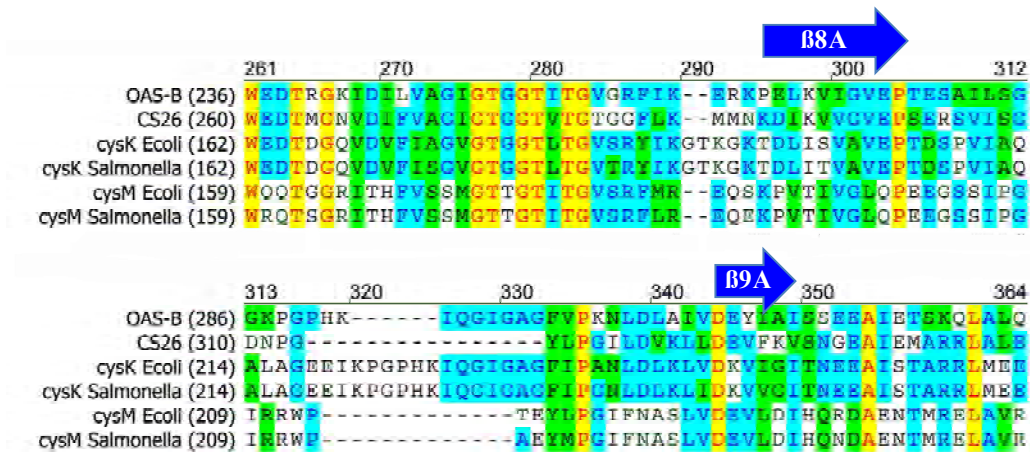 ß8A
261 270 280 290 300 312
OAS-B (236) WEDTRGKIDILVAGIGTGGTITGVGRFIK--ERKPELKVIGVEPTESAILSG
CS26 (260) WEDTMGNVDIFVAGIGTGGTVTGTGGFLK--MMNKDIKVVGVEPSERSVISG
cysK Ecoli (162) WEDTDGQVDVFIAGVGTGGTLTGVSRYIKGTKGKTDLISVAVEPTDSPVIAQ
cysK Salmonella (162) WEDTDGQVDVFISGVGTGGTLTGVTRYIKGTKGKTDLITVAVEPTDSPVIAQ
cysM Ecoli (159) WQQTGGRITHFVSSMGTTGTITGVSRFMR--EQSKPVTIVGLQPEEGSSIPG
cysM Salmonella (159) WRQTSGRITHFVSSMGTTGTITGVSRFLR--EQEKPVTIVGLQPEEGSSIPG
ß9A
313 320 330 340 350 364
OAS-B (286) GKPGPHK------IQGIGAGFVPKNLDLAIVDEYIAISSEEAIETSKQLALQ
CS26 (310) DNPG----------------YLPGILDVKLLDEVFKVSNGEAIEMARRLALE
cysK Ecoli (214) ALAGEEIKPGPHKIQGIGAGFIPANLDLKLVDKVIGITNEEAISTARRLMEE
cysK Salmonella (214) ALAGEEIKPGPHKIQGIGAGFIPGNLDLKLIDKVVGITNEEAISTARRLMEE
cysM Ecoli (209) IRRWP-------------TEYLPGIFNASLVDEVLDIHQRDAENTMRELAVR
cysM Salmonella (209) IRRWP-------------AEYMPGIFNASLVDEVLDIHQNDAENTMRELAVR